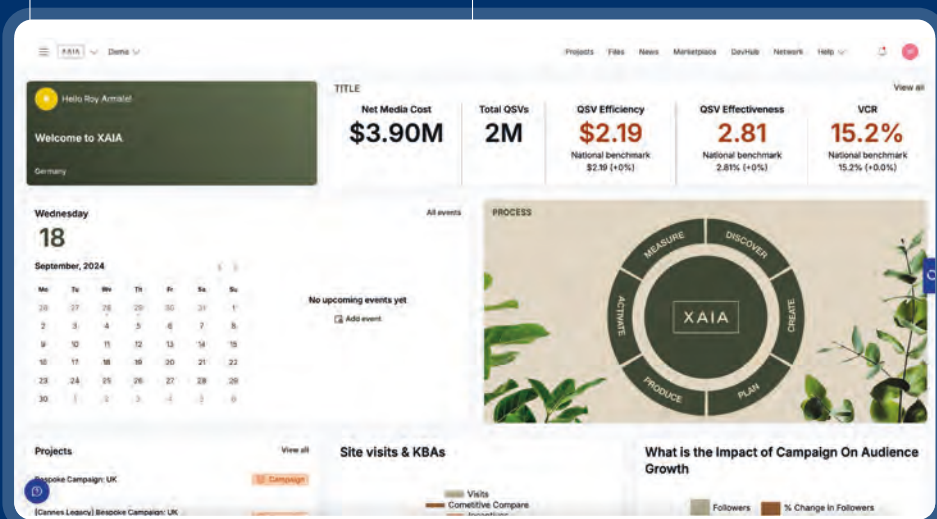 XAIA Demo Projects Files News Marketplace DevHub Network Help
Hello Roy Armale!
Welcome to XAIA
Germany
TITLE View all
Net Media Cost
$3.90M
Total QSVs
2M
QSV Efficiency
$2.19
National benchmark
$2.19 (+0%)
QSV Effectiveness
2.81
National benchmark
2.81% (+0%)
VCR
15.2%
National benchmark
15.2% (+0.0%)
Wednesday
18
All events
September, 2024
Mo Tu We Th Fr Sa Su
26 27 28 29 30 31 1
2 3 4 5 6 7 8
9 10 11 12 13 14 15
16 17 18 19 20 21 22
23 24 25 26 27 28 29
30 1 2 3 4 5 6
No upcoming events yet
Add event
PROCESS
MEASURE
DISCOVER
CREATE
PLAN
PRODUCE
ACTIVATE
XAIA
Projects View all
Bespoke Campaign: UK Campaign
[Cannes Legacy] Bespoke Campaign: UK
Site visits & KBAs
Visits
Cometitive Compare
Incentives
What is the Impact of Campaign On Audience
Growth
Followers % Change in Followers